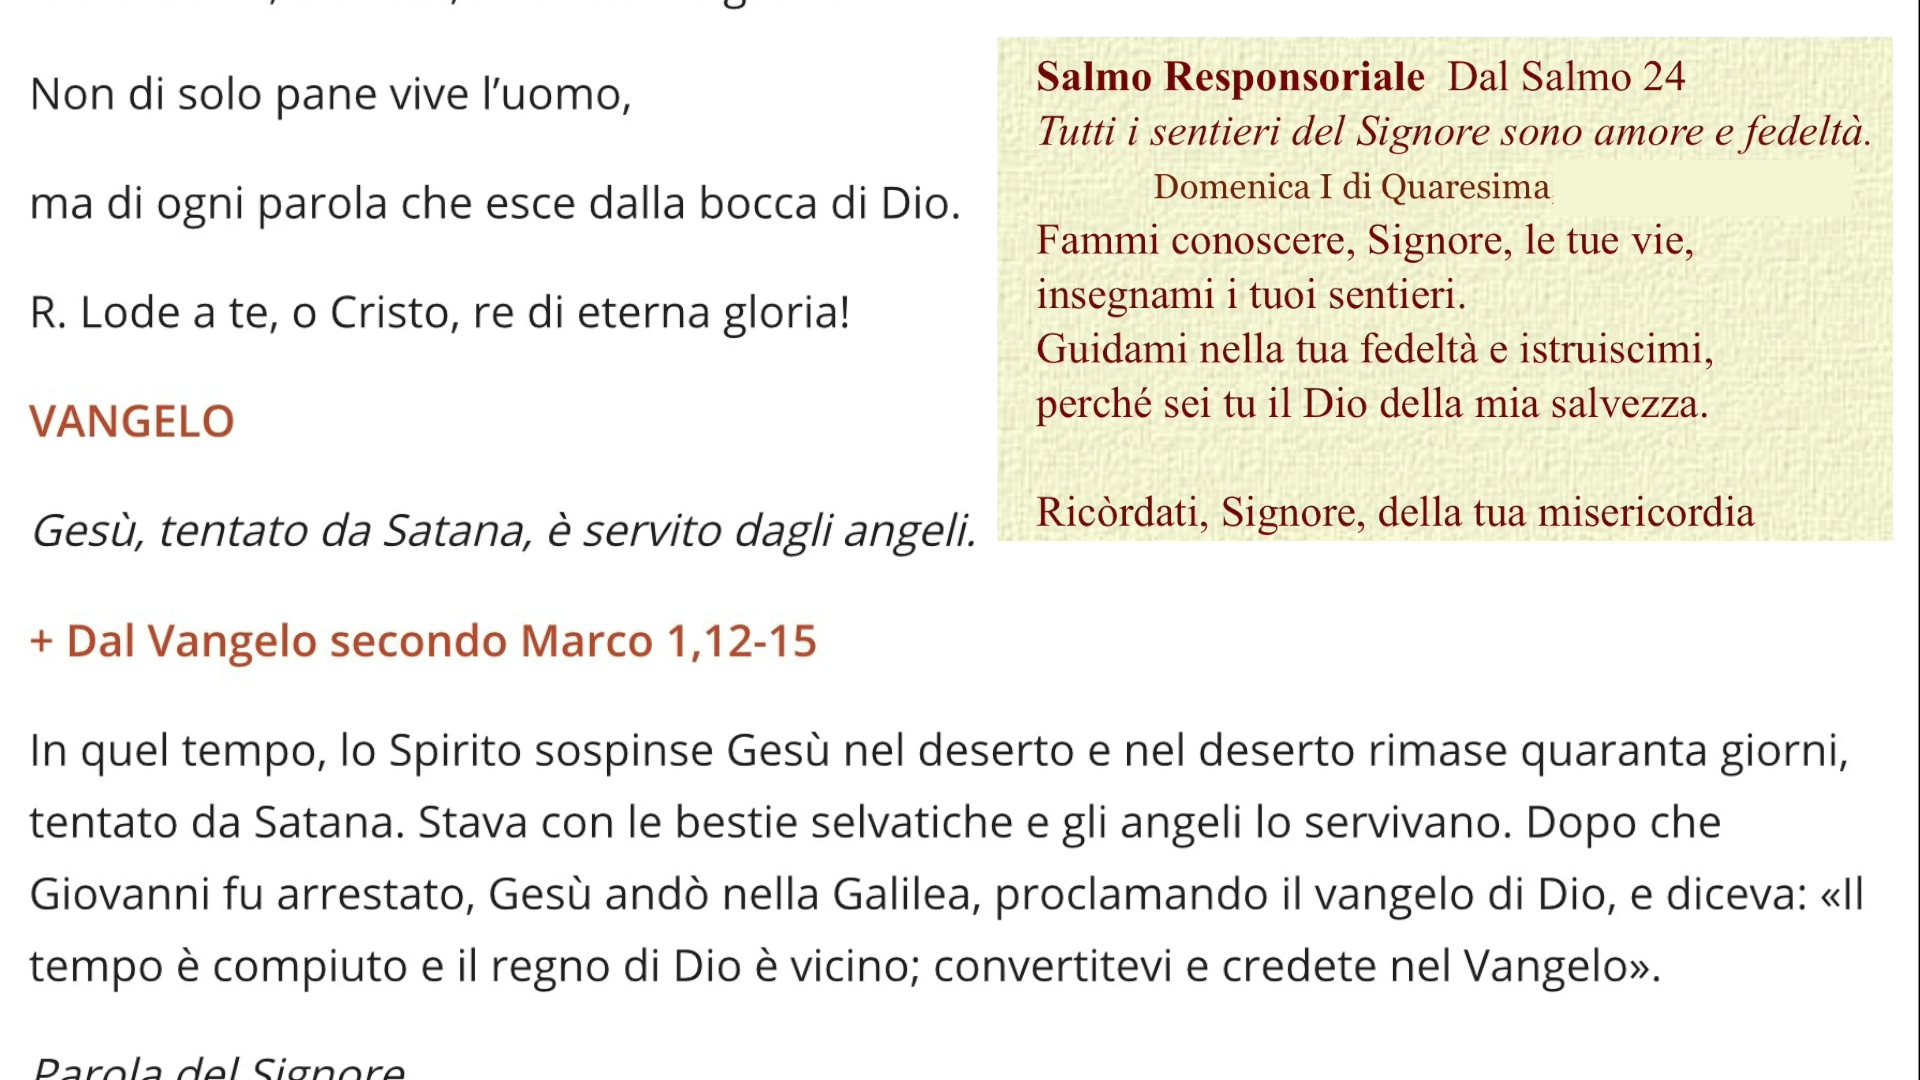 Non di solo pane vive l’uomo,
ma di ogni parola che esce dalla bocca di Dio.
R. Lode a te, o Cristo, re di eterna gloria!
VANGELO
Gesù, tentato da Satana, è servito dagli angeli.
Salmo Responsoriale Dal Salmo 24
Tutti i sentieri del Signore sono amore e fedeltà.
Domenica I di Quaresima
Fammi conoscere, Signore, le tue vie,
insegnami i tuoi sentieri.
Guidami nella tua fedeltà e istruiscimi,
perché sei tu il Dio della mia salvezza.
Ricòrdati, Signore, della tua misericordia
+ Dal Vangelo secondo Marco 1,12-15
In quel tempo, lo Spirito sospinse Gesù nel deserto e nel deserto rimase quaranta giorni,
tentato da Satana. Stava con le bestie selvatiche e gli angeli lo servivano. Dopo che
Giovanni fu arrestato, Gesù andò nella Galilea, proclamando il vangelo di Dio, e diceva: «Il
tempo è compiuto e il regno di Dio è vicino; convertitevi e credete nel Vangelo».
Parola del Signore